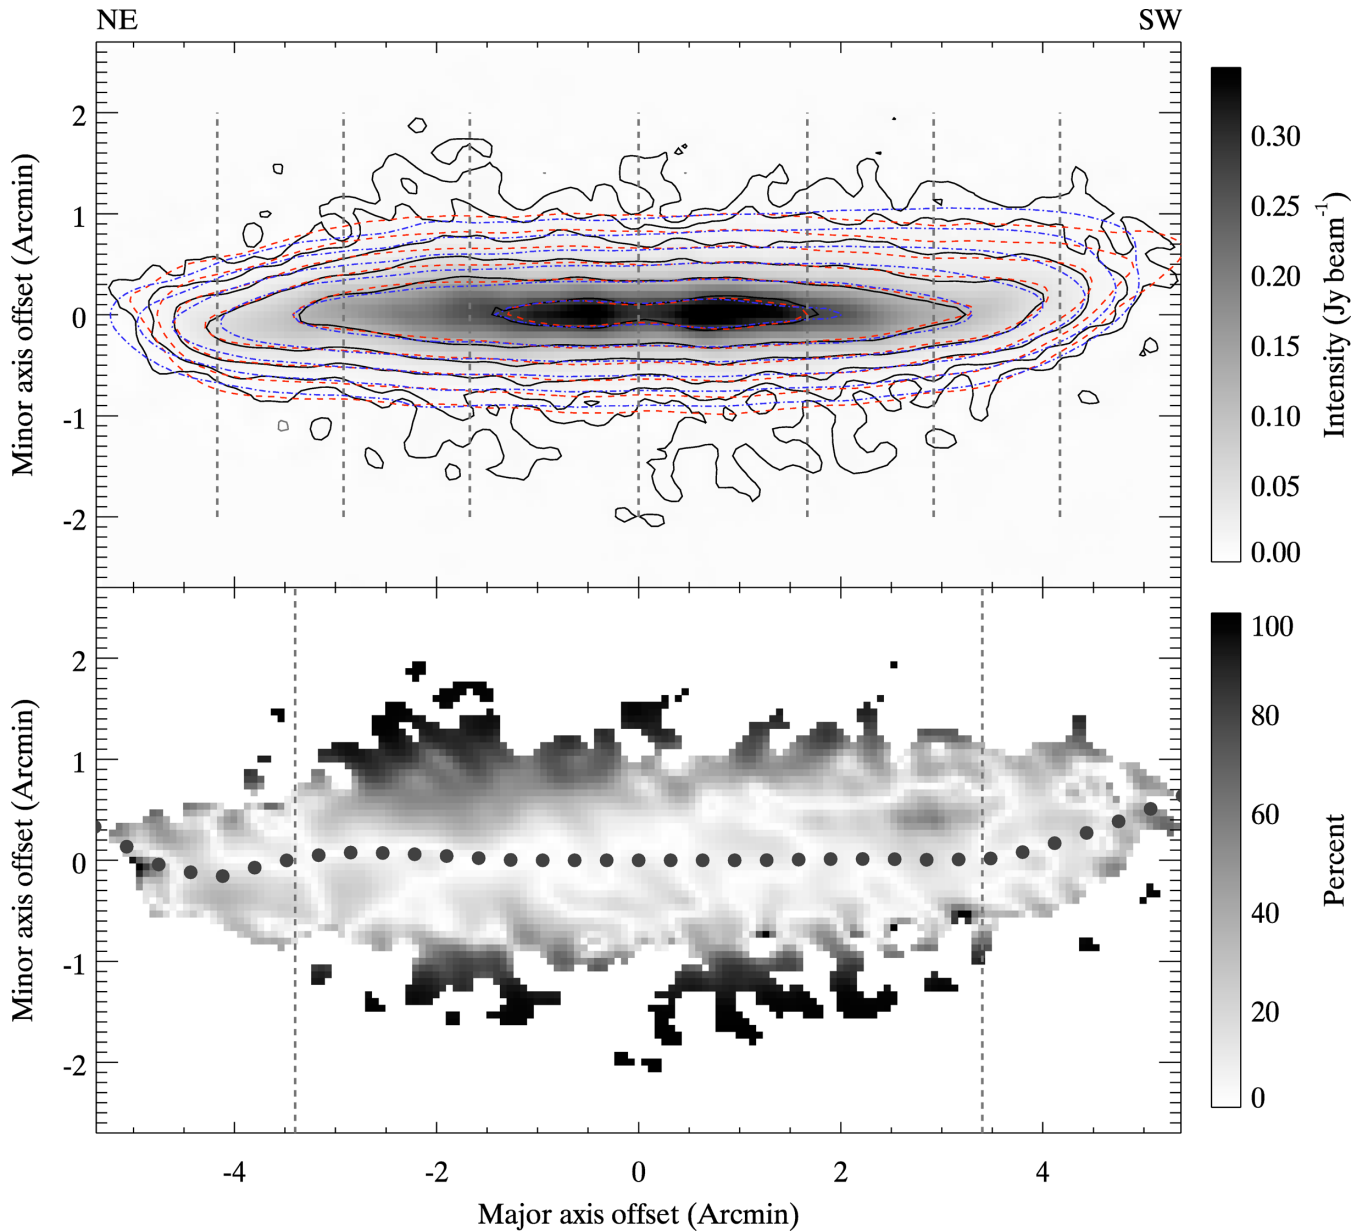 NE
SW
2
1
0
-1
-2
Minor axis offset (Arcmin)
0.30
0.25
0.20
0.15
0.10
0.05
0.00
Intensity (Jy beam⁻¹)
2
1
0
-1
-2
Minor axis offset (Arcmin)
100
80
60
40
20
0
Percent
-4 -2 0 2 4
Major axis offset (Arcmin)